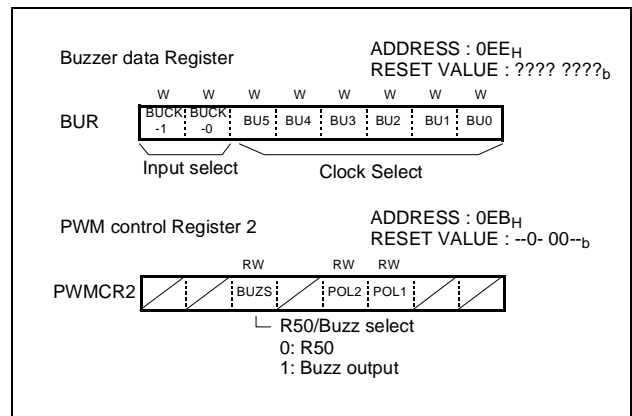 Buzzer data Register
ADDRESS : 0EEH
RESET VALUE : ???? ????b
W W W W W W W W
BUR
BUCK-1 BUCK-0 BU5 BU4 BU3 BU2 BU1 BU0
Input select
Clock Select
PWM control Register 2
ADDRESS : 0EBH
RESET VALUE : --0- 00--b
RW RW RW
PWMCR2
BUZS POL2 POL1
R50/Buzz select
0: R50
1: Buzz output